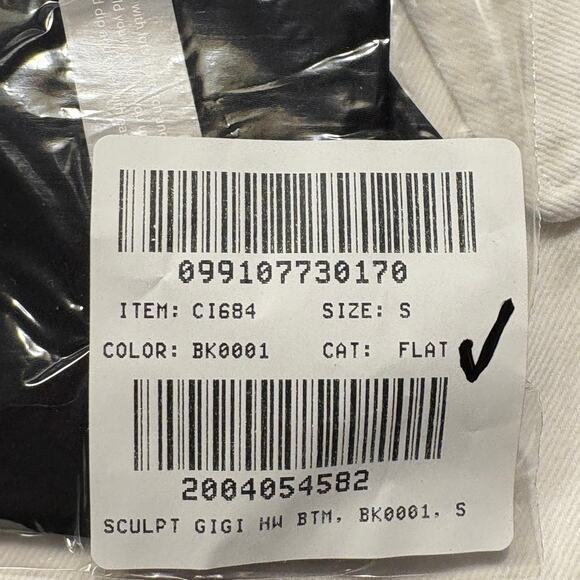 099107730170
ITEM: CI684 SIZE: S
COLOR: BK0001 CAT: FLAT
2004054582
SCULPT GIGI HW BTM, BK0001, S